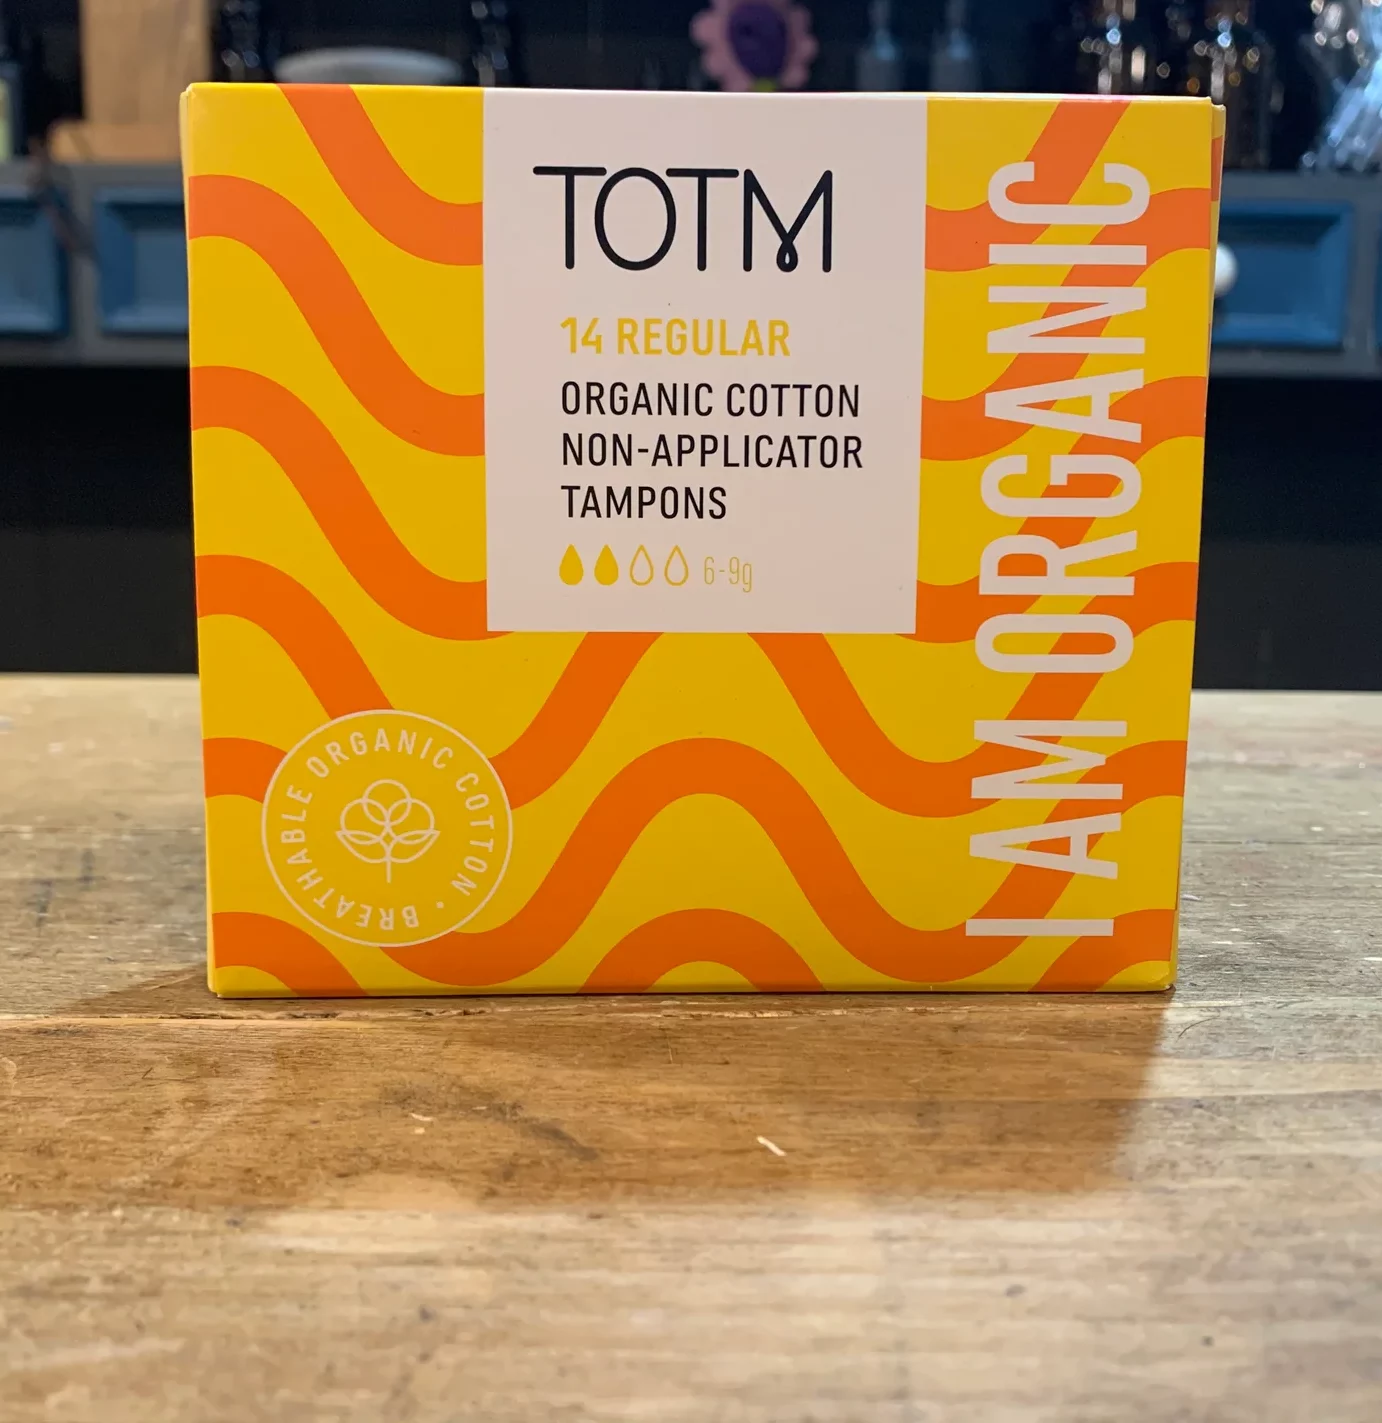 TOTM
14 REGULAR
ORGANIC COTTON
NON-APPLICATOR
TAMPONS
6-9g
I AM ORGANIC
BREATHABLE ORGANIC COTTON •